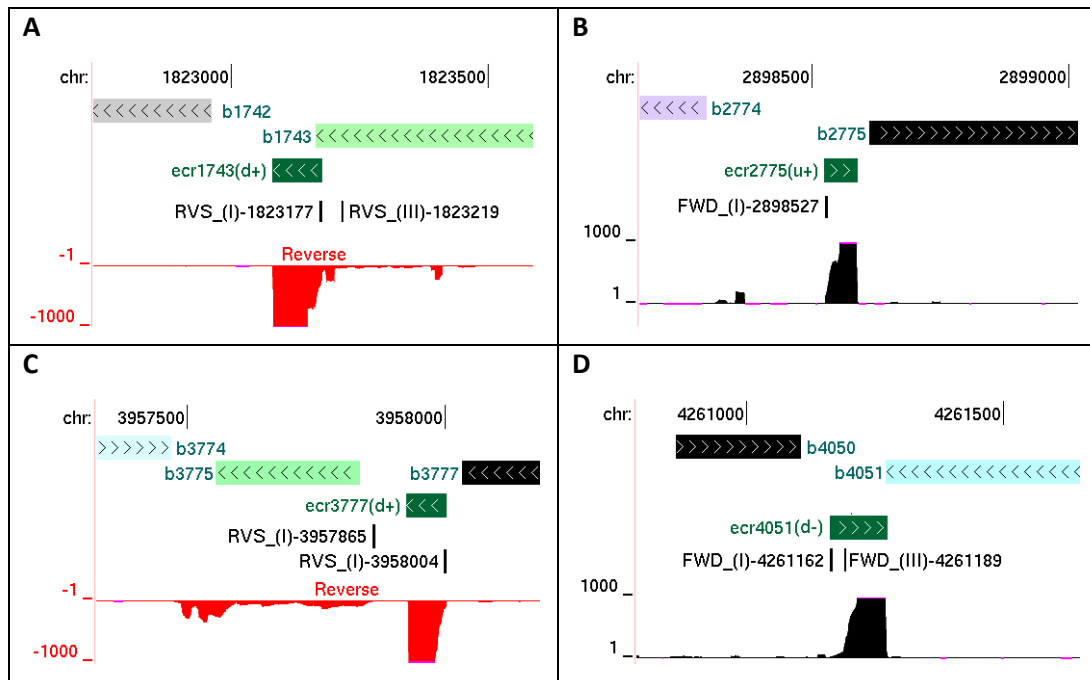 A
chr: 1823000 1823500
b1742
b1743
ecr1743(d+)
RVS_(I)-1823177 RVS_(III)-1823219
Reverse
-1
-1000
B
chr: 2898500 2899000
b2774
b2775
ecr2775(u+)
FWD_(I)-2898527
1000
1
C
chr: 3957500 3958000
b3774
b3775 b3777
ecr3777(d+)
RVS_(I)-3957865
RVS_(I)-3958004
Reverse
-1
-1000
D
chr: 4261000 4261500
b4050
b4051
ecr4051(d-)
FWD_(I)-4261162 FWD_(III)-4261189
1000
1